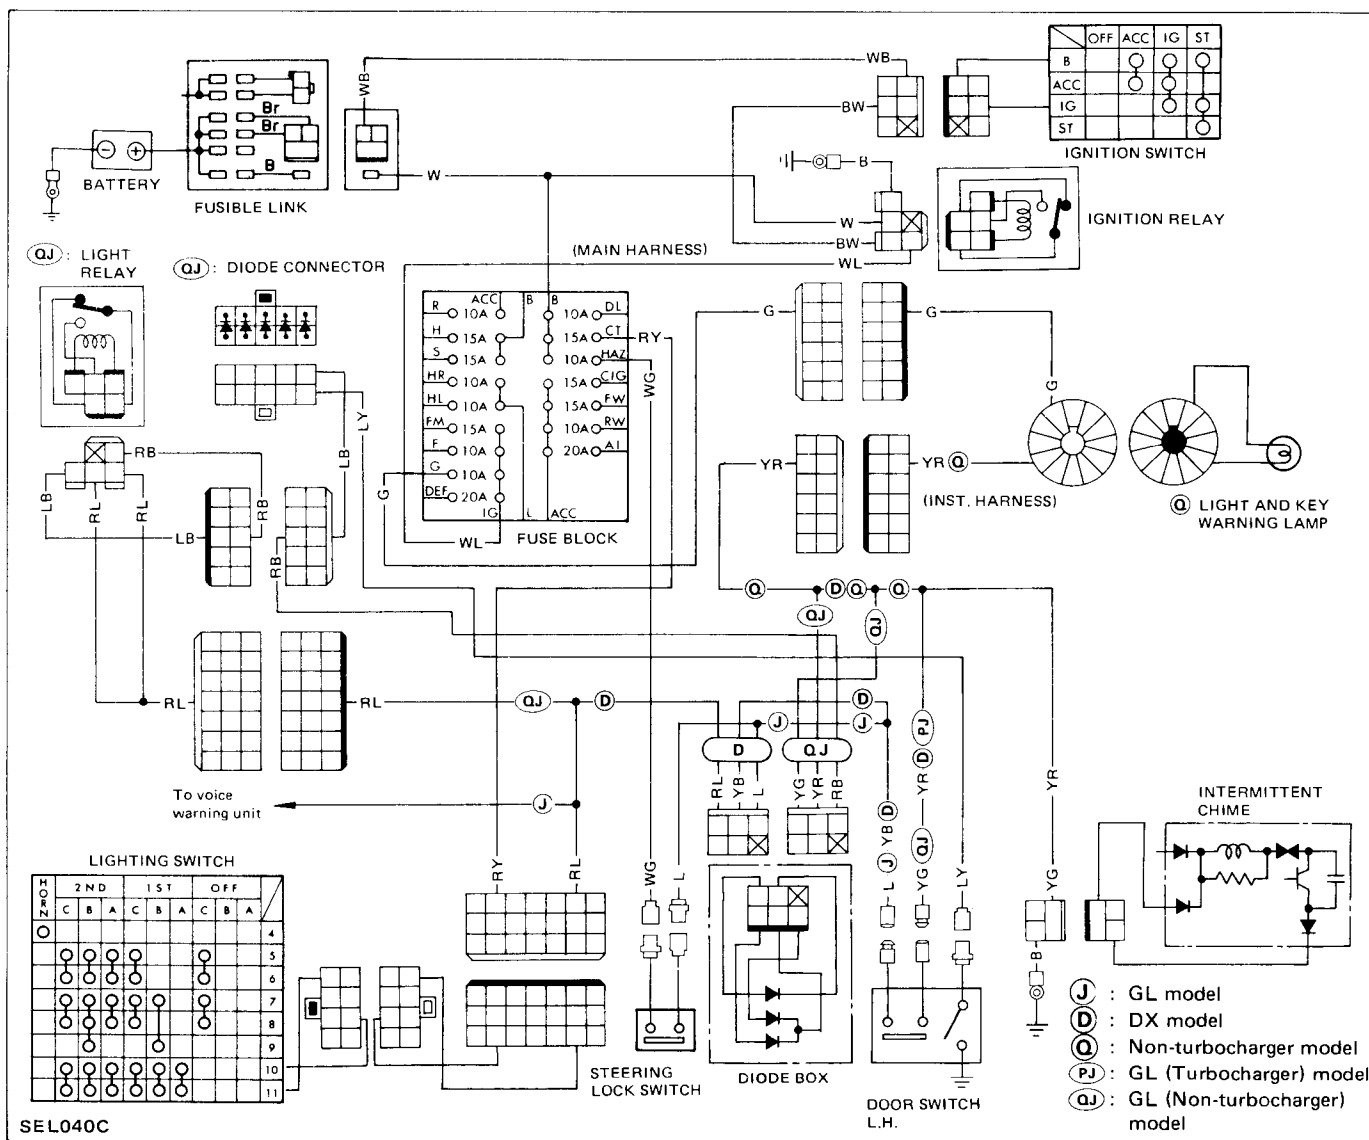 OFF ACC IG ST
B
ACC
IG
ST
IGNITION SWITCH
WB
WB
BW
Br
Br
B
BATTERY
FUSIBLE LINK
W
B
W
BW
WL
IGNITION RELAY
(MAIN HARNESS)
QJ : LIGHT RELAY
QJ : DIODE CONNECTOR
R 10A ACC B B 10A DL
H 15A 15A CT RY
S 15A 10A HAZ
HR 10A 15A CIG
HL 10A 15A FW
FM 15A 10A RW
F 10A 20A AI
G 10A
DEF 20A
IG L ACC
FUSE BLOCK
WL
G
WG
G
G
G
YR
YR Q
(INST. HARNESS)
Q LIGHT AND KEY
WARNING LAMP
RB
LB
LY
LB
RL
RL
LB
RB
RB
Q D Q Q
QJ
QJ
RL
RL
QJ
D
D
J J
PJ
D QJ
RL YB L
YG YR RB
D
YB
J
L
D
YR
QJ
YG
LY
YR
YG
To voice
warning unit
J
RY
RL
WG
L
INTERMITTENT
CHIME
LIGHTING SWITCH
HORN 2ND 1ST OFF
C B A C B A C B A
4
5
6
7
8
9
10
11
STEERING
LOCK SWITCH
DIODE BOX
DOOR SWITCH
L.H.
B
J : GL model
D : DX model
Q : Non-turbocharger model
PJ : GL (Turbocharger) model
QJ : GL (Non-turbocharger)
model
SEL040C